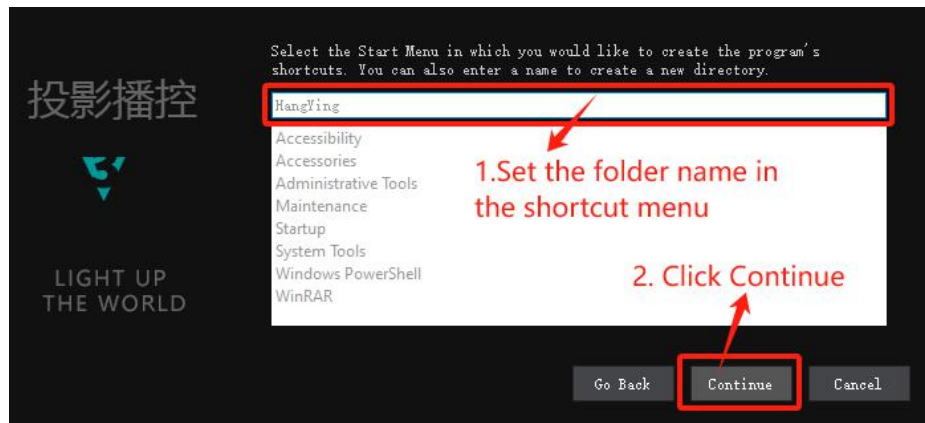 投影播控
LIGHT UP
THE WORLD
Select the Start Menu in which you would like to create the program's
shortcuts. You can also enter a name to create a new directory.
HangYing
Accessibility
Accessories
Administrative Tools
Maintenance
Startup
System Tools
Windows PowerShell
WinRAR
1.Set the folder name in
the shortcut menu
2. Click Continue
Go Back
Continue
Cancel